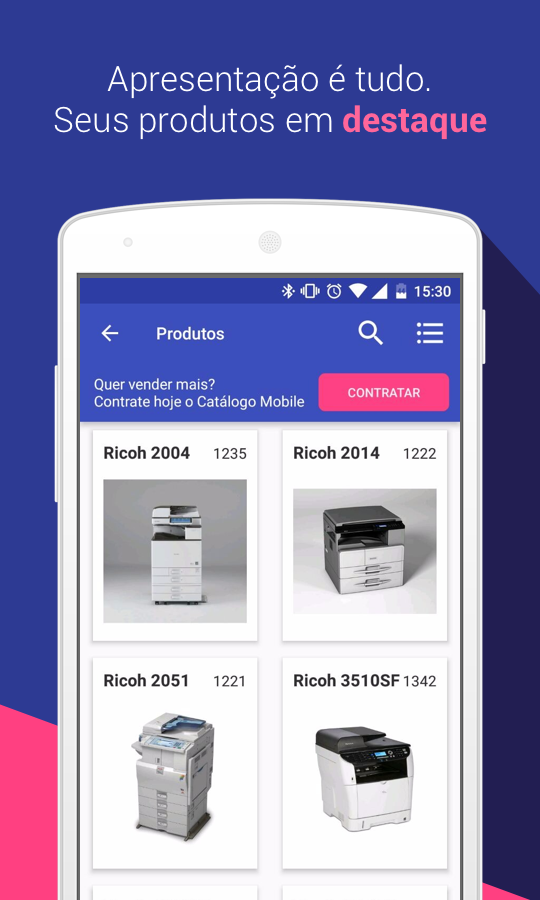 Apresentação é tudo.
Seus produtos em destaque
15:30
Produtos
Quer vender mais?
Contrate hoje o Catálogo Mobile
CONTRATAR
Ricoh 2004 1235
Ricoh 2014 1222
Ricoh 2051 1221
Ricoh 3510SF 1342